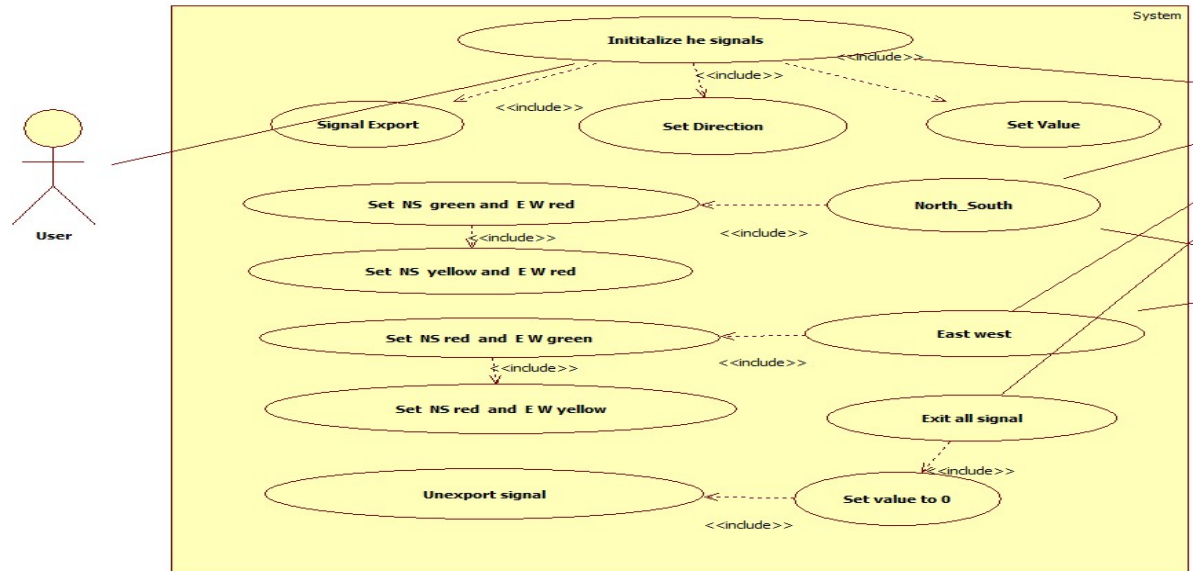 System
Inititalize he signals
<<include>>
<<include>>
<<include>>
Signal Export
Set Direction
Set Value
User
Set NS green and E W red
North_South
<<include>>
<<include>>
Set NS yellow and E W red
Set NS red and E W green
East west
<<include>>
<<include>>
Set NS red and E W yellow
Exit all signal
<<include>>
Unexport signal
Set value to 0
<<include>>